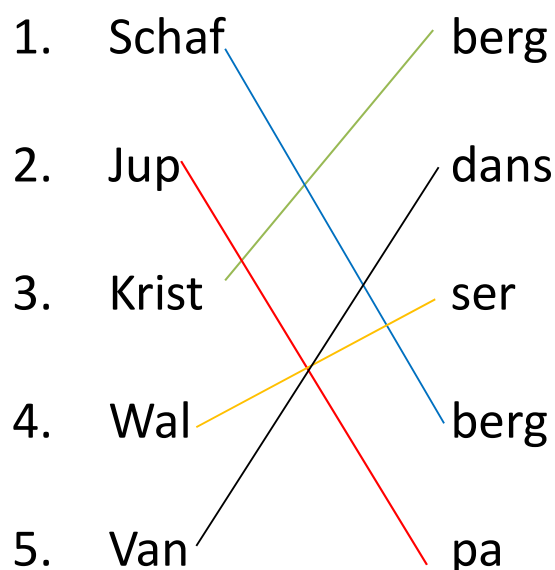 1. Schaf berg
2. Jup dans
3. Krist ser
4. Wal berg
5. Van pa